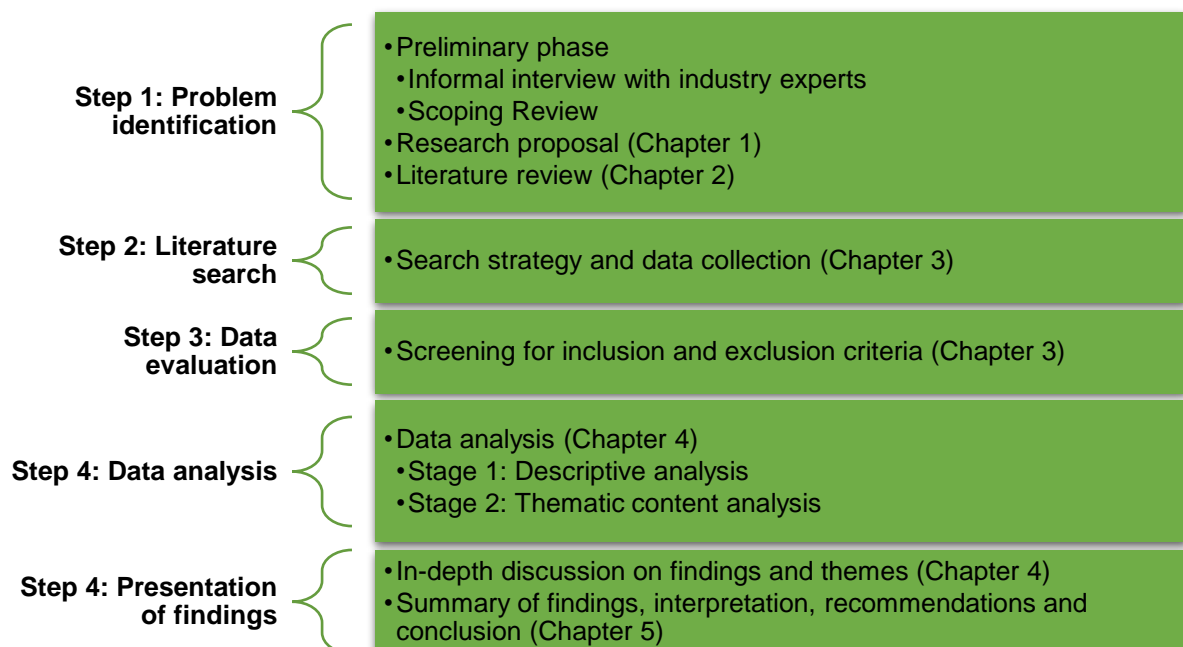 Step 1: Problem
identification
•Preliminary phase
•Informal interview with industry experts
•Scoping Review
•Research proposal (Chapter 1)
•Literature review (Chapter 2)
Step 2: Literature
search
•Search strategy and data collection (Chapter 3)
Step 3: Data
evaluation
•Screening for inclusion and exclusion criteria (Chapter 3)
Step 4: Data analysis
•Data analysis (Chapter 4)
•Stage 1: Descriptive analysis
•Stage 2: Thematic content analysis
Step 4: Presentation
of findings
•In-depth discussion on findings and themes (Chapter 4)
•Summary of findings, interpretation, recommendations and
conclusion (Chapter 5)